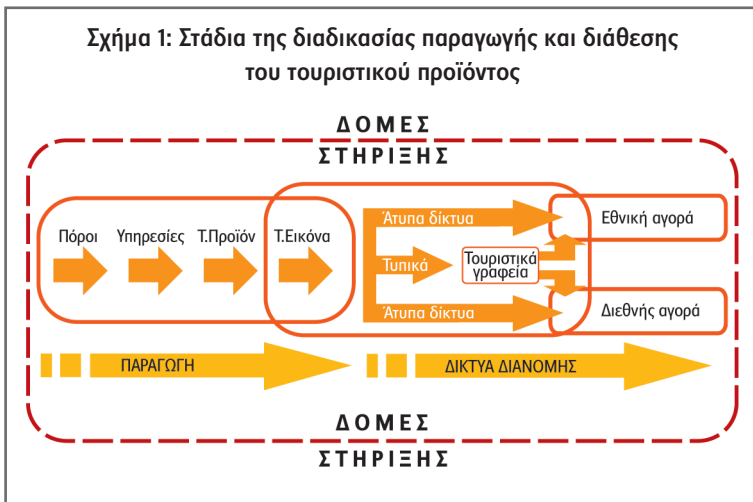 Σχήμα 1: Στάδια της διαδικασίας παραγωγής και διάθεσης
του τουριστικού προϊόντος
ΔΟΜΕΣ
ΣΤΗΡΙΞΗΣ
Πόροι
Υπηρεσίες
Τ.Προϊόν
Τ.Εικόνα
Άτυπα δίκτυα
Τυπικά
Άτυπα δίκτυα
Τουριστικά
γραφεία
Εθνική αγορά
Διεθνής αγορά
ΠΑΡΑΓΩΓΗ
ΔΙΚΤΥΑ ΔΙΑΝΟΜΗΣ
ΔΟΜΕΣ
ΣΤΗΡΙΞΗΣ